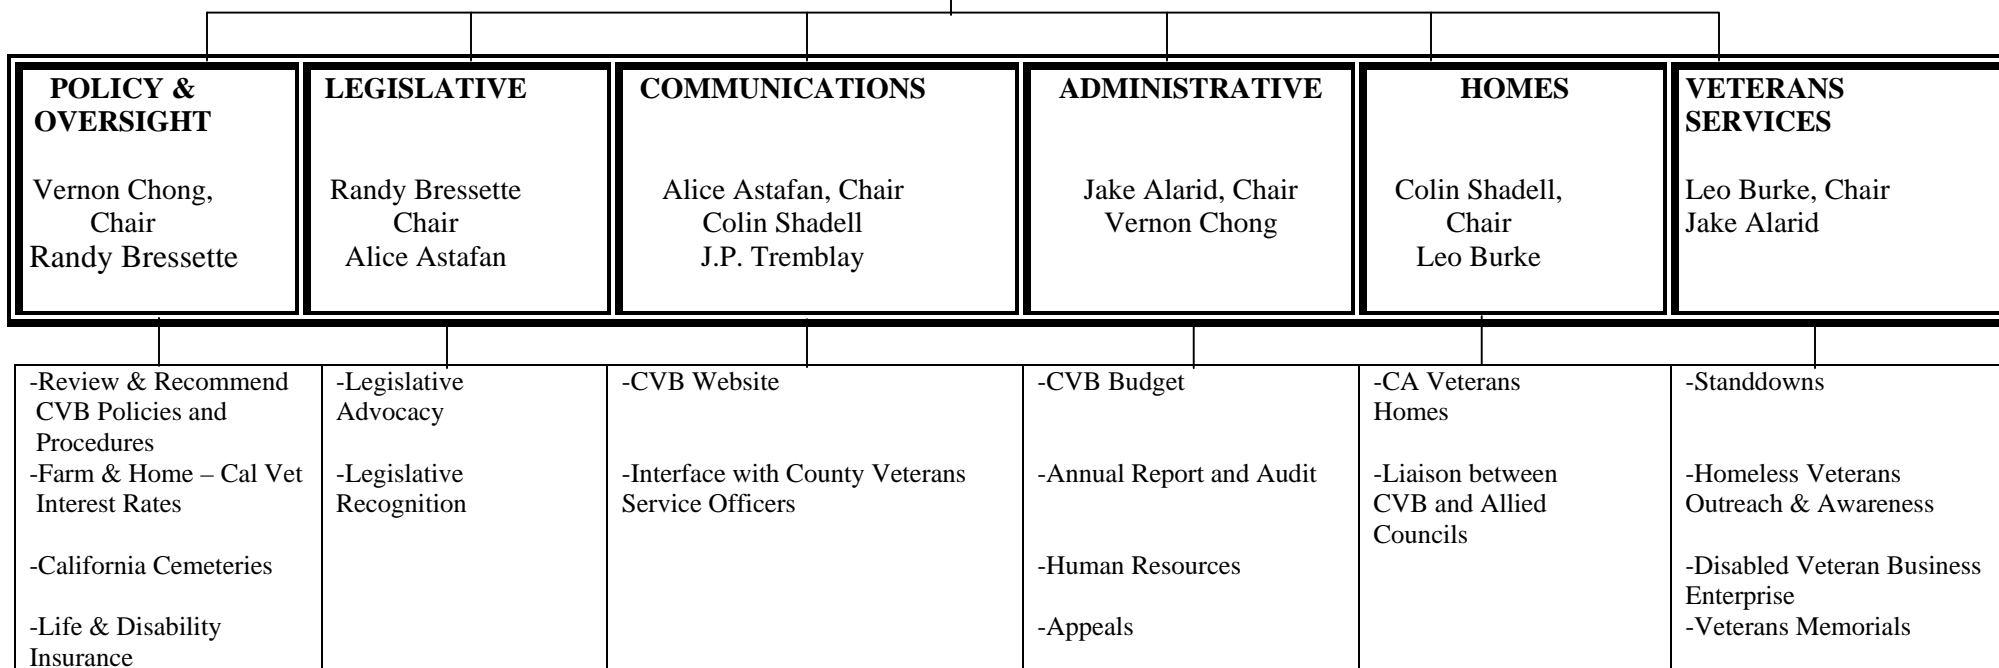 POLICY &
OVERSIGHT
Vernon Chong,
Chair
Randy Bressette
LEGISLATIVE
Randy Bressette
Chair
Alice Astafan
COMMUNICATIONS
Alice Astafan, Chair
Colin Shadell
J.P. Tremblay
ADMINISTRATIVE
Jake Alarid, Chair
Vernon Chong
HOMES
Colin Shadell,
Chair
Leo Burke
VETERANS
SERVICES
Leo Burke, Chair
Jake Alarid
-Review & Recommend
CVB Policies and
Procedures
-Farm & Home – Cal Vet
Interest Rates
-California Cemeteries
-Life & Disability
Insurance
-Legislative
Advocacy
-Legislative
Recognition
-CVB Website
-Interface with County Veterans
Service Officers
-CVB Budget
-Annual Report and Audit
-Human Resources
-Appeals
-CA Veterans
Homes
-Liaison between
CVB and Allied
Councils
-Standdowns
-Homeless Veterans
Outreach & Awareness
-Disabled Veteran Business
Enterprise
-Veterans Memorials